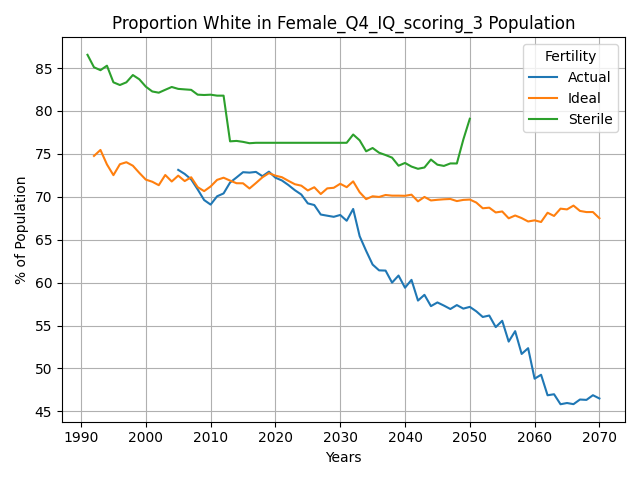 Proportion White in Female_Q4_IQ_scoring_3 Population
Fertility
Actual
Ideal
Sterile
% of Population
85
80
75
70
65
60
55
50
45
1990 2000 2010 2020 2030 2040 2050 2060 2070
Years